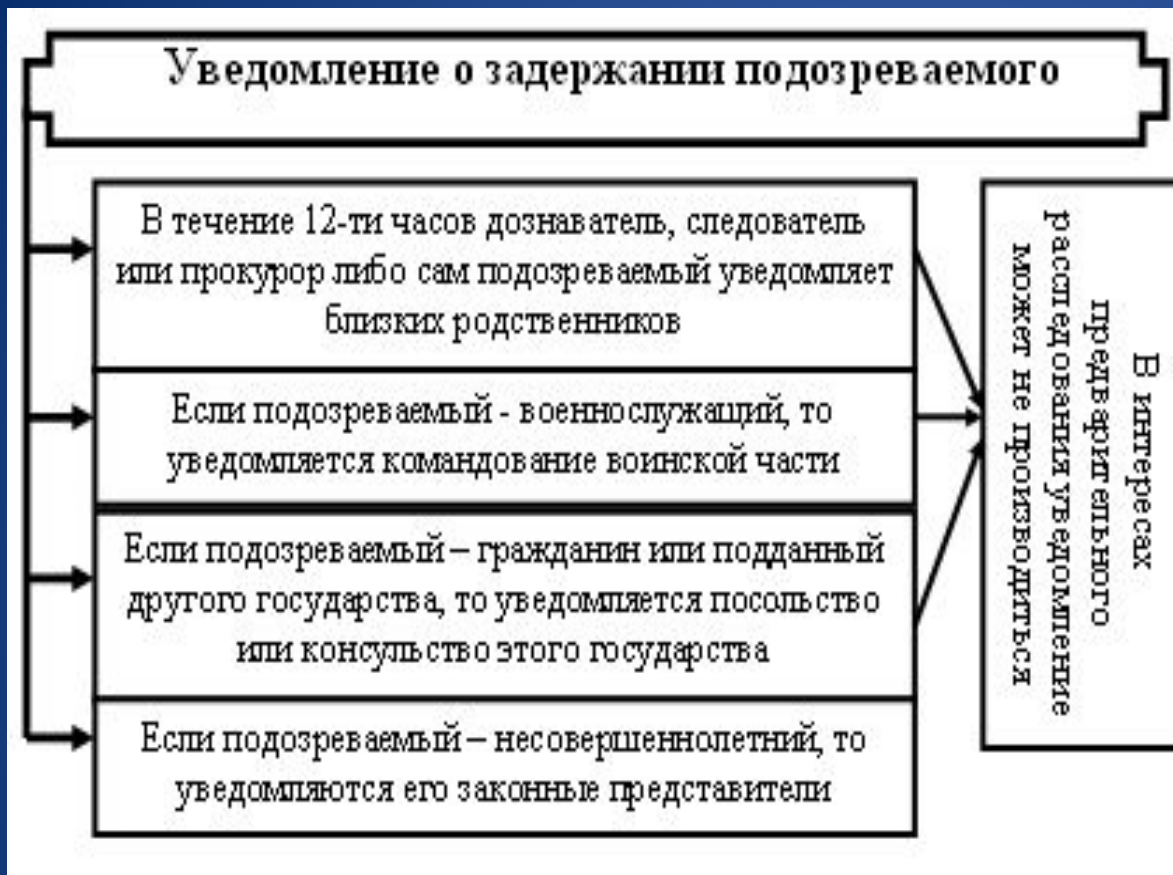 Уведомление о задержании подозреваемого
В течение 12-ти часов дознаватель, следователь
или прокурор либо сам подозреваемый уведомляет
близких родственников
Если подозреваемый - военнослужащий, то
уведомляется командование воинской части
Если подозреваемый – гражданин или подданный
другого государства, то уведомляется посольство
или консульство этого государства
Если подозреваемый – несовершеннолетний, то
уведомляются его законные представители
В интересах
предварительного
расследования уведомление
может не производиться